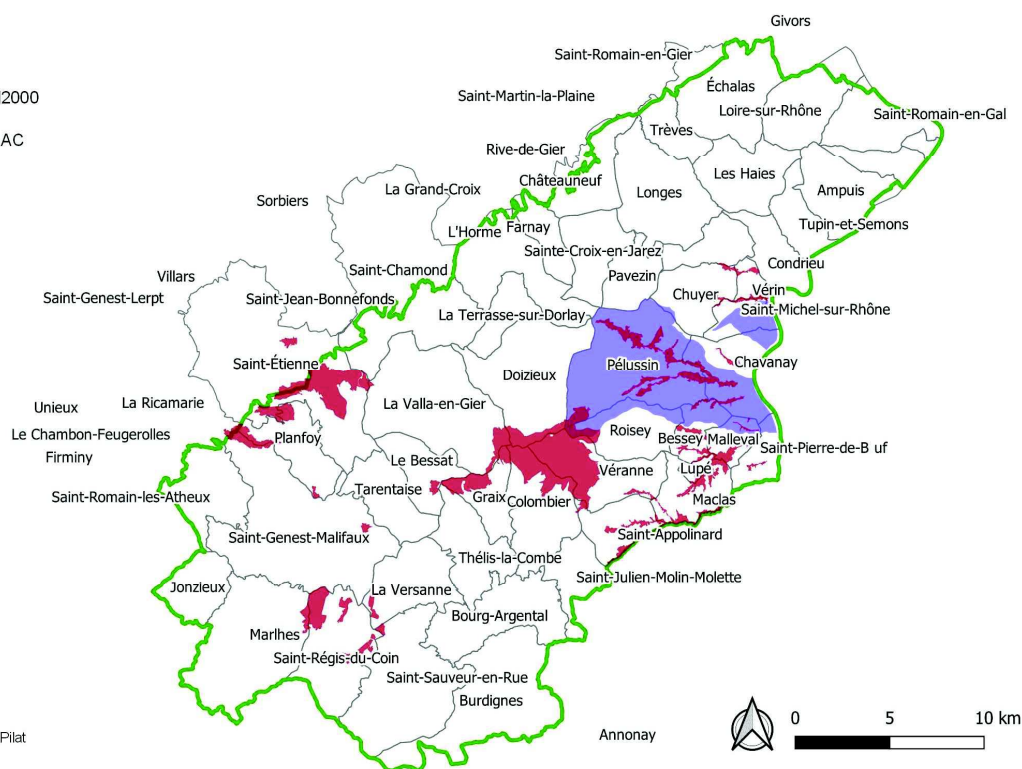 Givors
Saint-Romain-en-Gier
Échalas
2000
Saint-Martin-la-Plaine
Loire-sur-Rhône
Saint-Romain-en-Gal
Trèves
AC
Rive-de-Gier
Les Haies
Châteauneuf
La Grand-Croix
Longes
Ampuis
Sorbiers
Tupin-et-Semons
L'Horme
Farnay
Sainte-Croix-en-Jarez
Condrieu
Saint-Chamond
Pavezin
Villars
Vérin
Chuyer
Saint-Genest-Lerpt
Saint-Jean-Bonnefonds
Saint-Michel-sur-Rhône
La Terrasse-sur-Dorlay
Saint-Étienne
Pélussin
Chavanay
Doizieux
La Ricamarie
La Valla-en-Gier
Unieux
Roisey
Le Chambon-Feugerolles
Planfoy
Bessey
Malleval
Saint-Pierre-de-B uf
Firminy
Le Bessat
Véranne
Lupé
Tarentaise
Saint-Romain-les-Atheux
Graix
Colombier
Maclas
Saint-Genest-Malifaux
Saint-Appolinard
Thélis-la-Combe
Saint-Julien-Molin-Molette
Jonzieux
La Versanne
Bourg-Argental
Marlhes
Saint-Régis-du-Coin
Saint-Sauveur-en-Rue
Burdignes
Annonay
Pilat
0 5 10 km